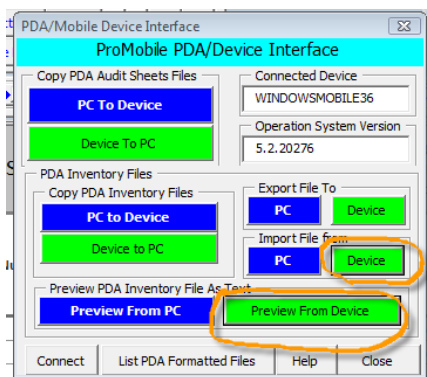 PDA/Mobile Device Interface
ProMobile PDA/Device Interface
Copy PDA Audit Sheets Files
PC To Device
Device To PC
Connected Device
WINDOWSMOBILE36
Operation System Version
5.2.20276
PDA Inventory Files
Copy PDA Inventory Files
PC to Device
Device to PC
Export File To
PC Device
Import File from
PC Device
Preview PDA Inventory File As Text
Preview From PC Preview From Device
Connect List PDA Formatted Files Help Close